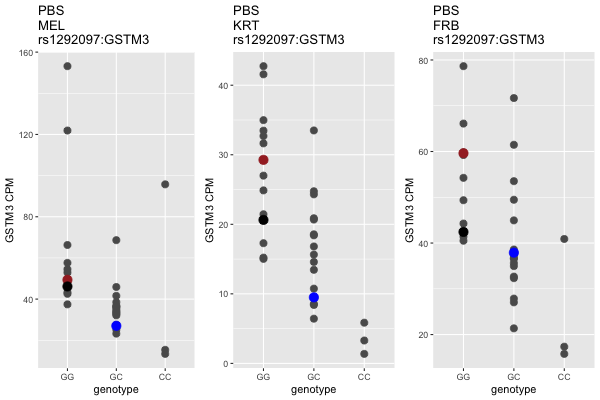 PBS
MEL
rs1292097:GSTM3
160
120
80
40
GSTM3 CPM
GG
GC
CC
genotype
PBS
KRT
rs1292097:GSTM3
40
30
20
10
0
GSTM3 CPM
GG
GC
CC
genotype
PBS
FRB
rs1292097:GSTM3
80
60
40
20
GSTM3 CPM
GG
GC
CC
genotype